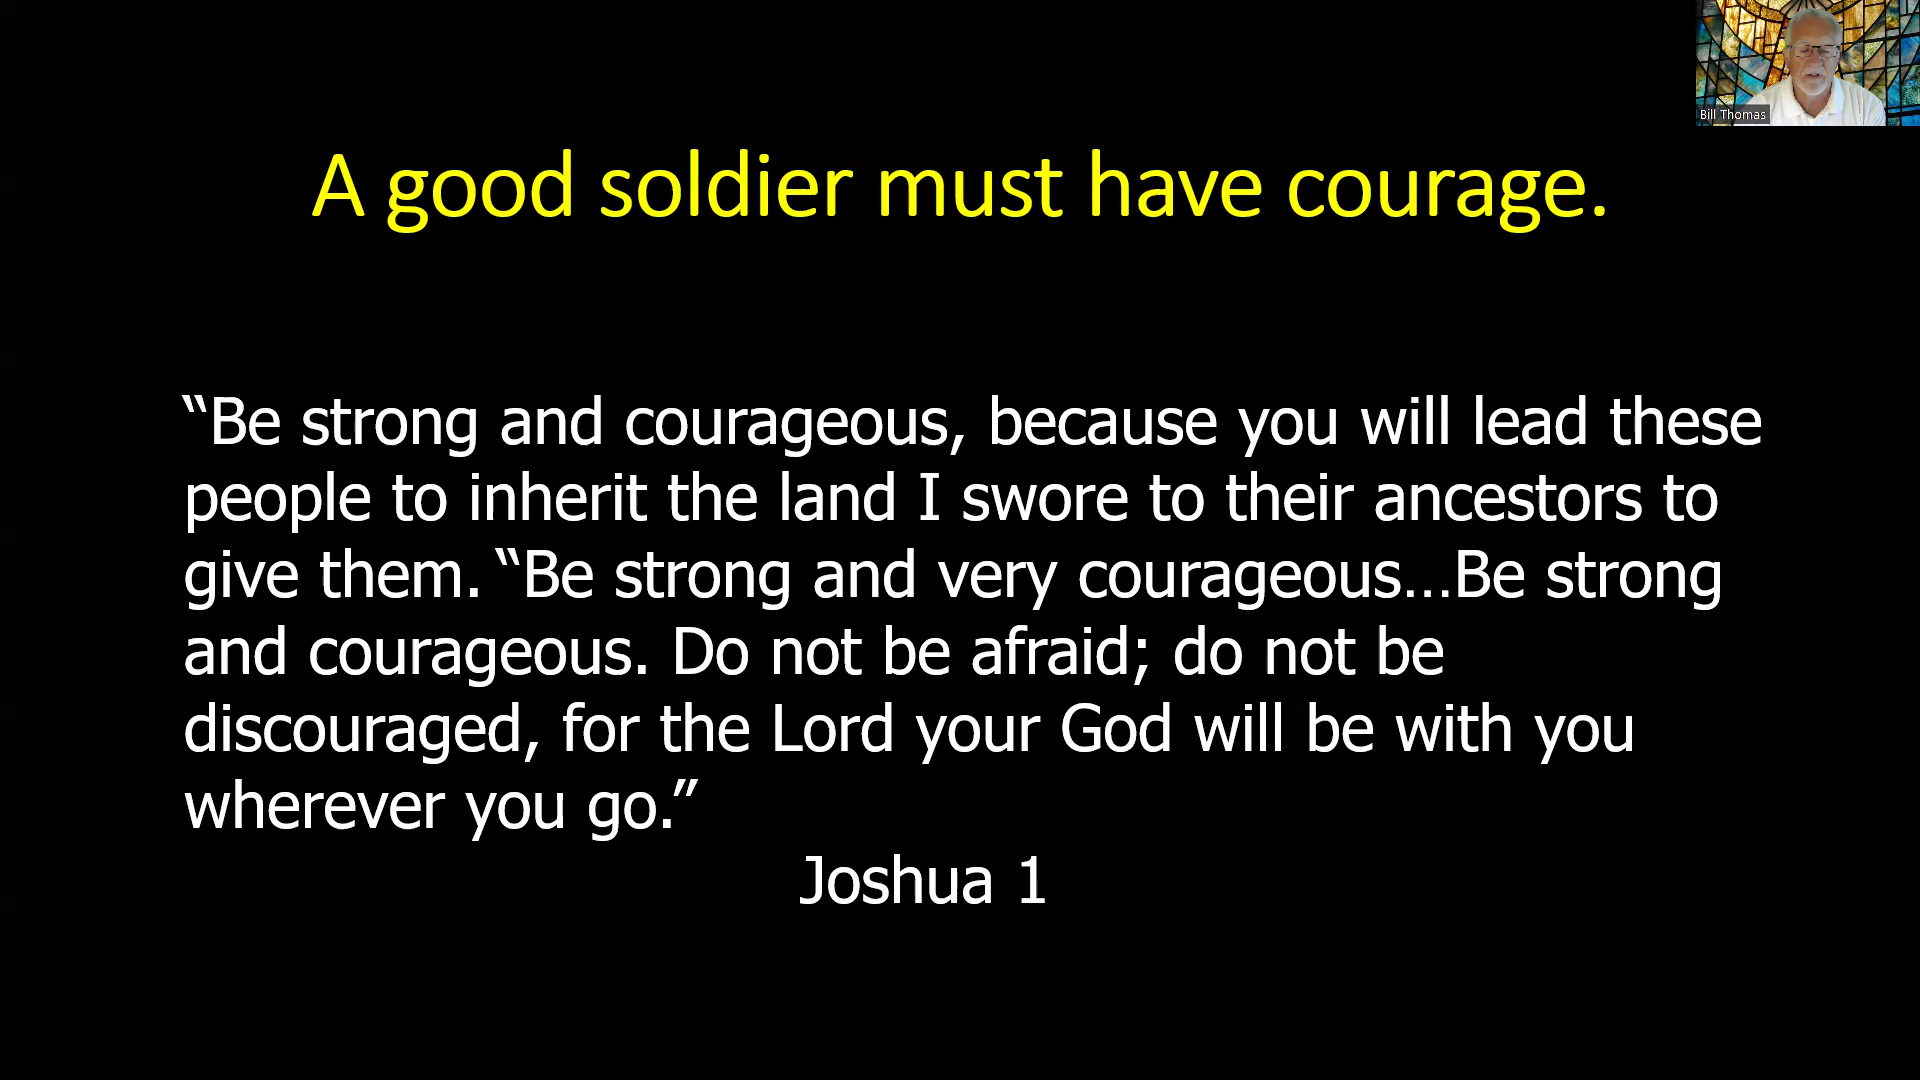 Bill Thomas
A good soldier must have courage.
“Be strong and courageous, because you will lead these
people to inherit the land I swore to their ancestors to
give them. “Be strong and very courageous...Be strong
and courageous. Do not be afraid; do not be
discouraged, for the Lord your God will be with you
wherever you go.”
Joshua 1